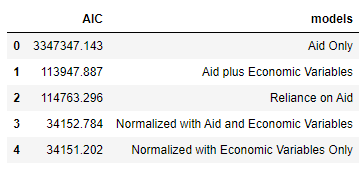 AIC models
0 3347347.143 Aid Only
1 113947.887 Aid plus Economic Variables
2 114763.296 Reliance on Aid
3 34152.784 Normalized with Aid and Economic Variables
4 34151.202 Normalized with Economic Variables Only